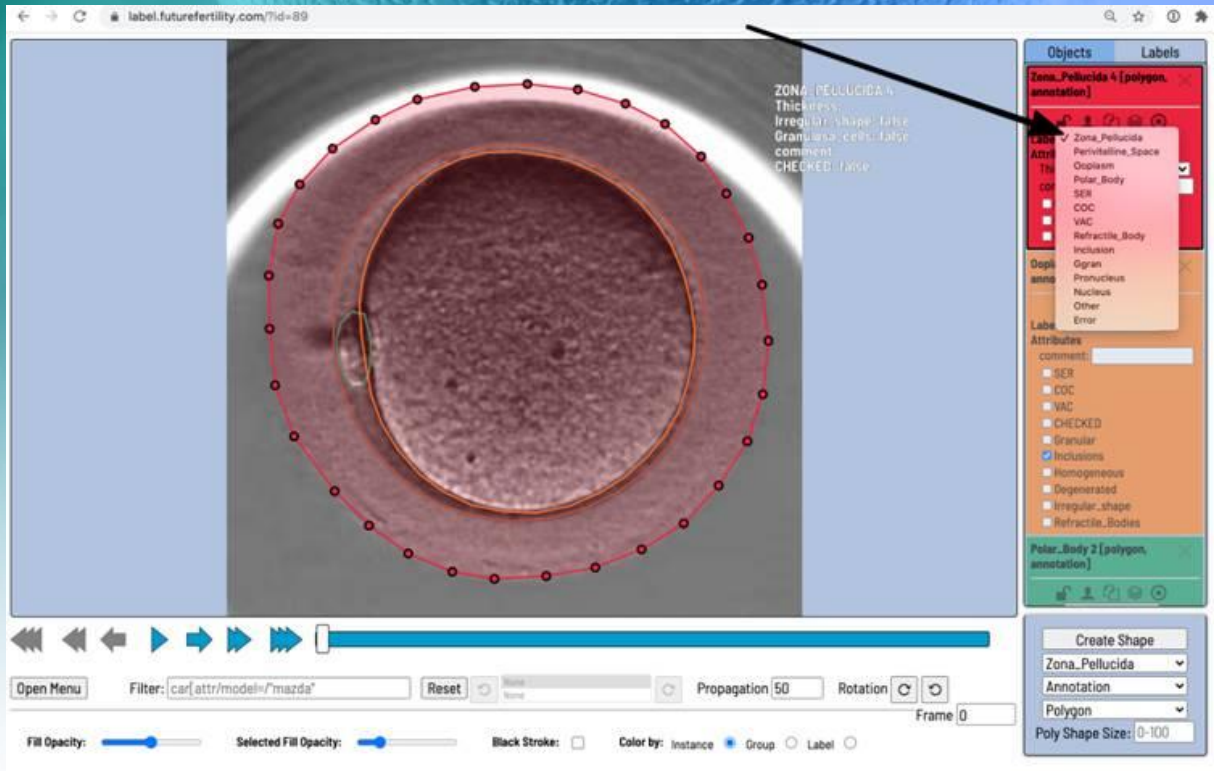 label.futurefertility.com/?id=89
ZONA_PELLUCIDA 4
Thickness:
Irregular_shape: false
Granulosa_cells: false
comment:
CHECKED: false
Objects Labels
Zona_Pellucida 4 [polygon, annotation]
✓ Zona_Pellucida
Perivitelline_Space
Ooplasm
Polar_Body
SER
COC
VAC
Refractile_Body
Inclusion
Ggran
Pronucleus
Nucleus
Other
Error
Attributes
comment:
SER
COC
VAC
CHECKED
Granular
Inclusions
Homogeneous
Degenerated
Irregular_shape
Refractile_Bodies
Polar_Body 2 [polygon, annotation]
Create Shape
Zona_Pellucida
Annotation
Polygon
Poly Shape Size: 0-100
Open Menu Filter: car[attr/model="mazda" Reset None None Propagation 50 Rotation
Frame 0
Fill Opacity: Selected Fill Opacity: Black Stroke: Color by: Instance Group Label